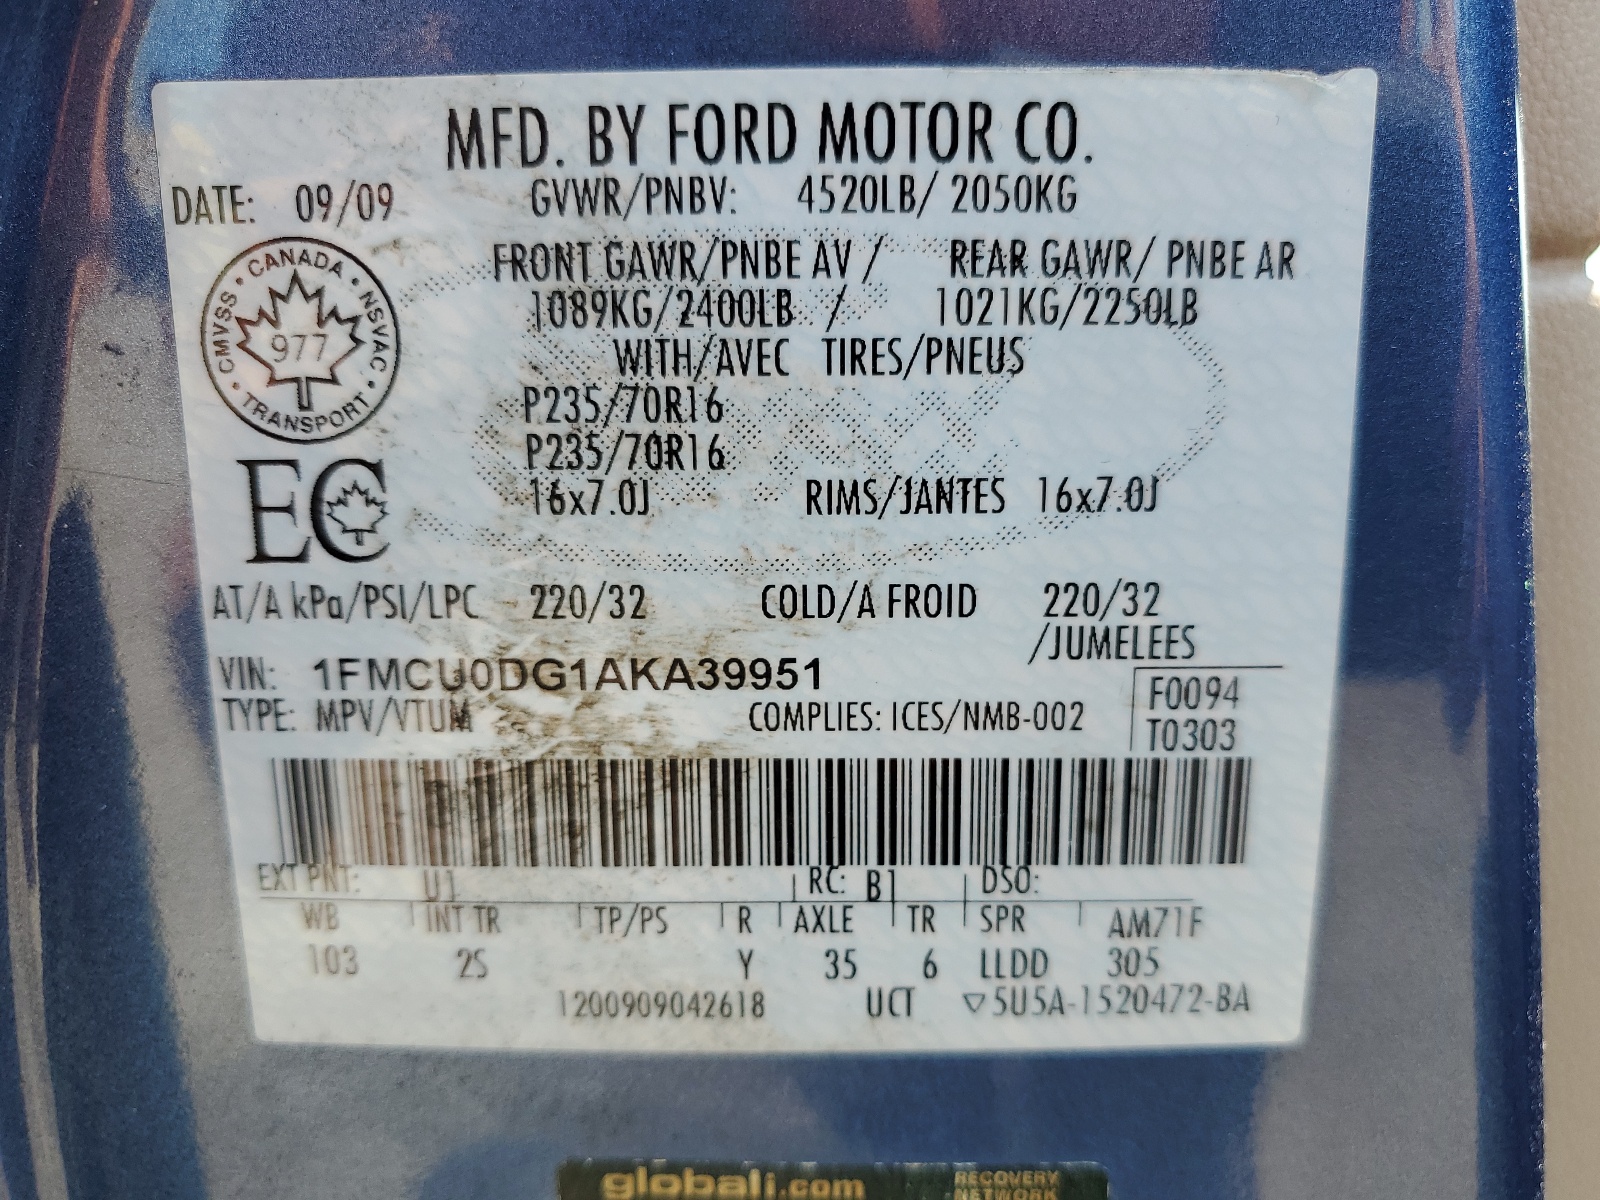 MFD. BY FORD MOTOR CO.
DATE: 09/09 GVWR/PNBV: 4520LB/ 2050KG
FRONT GAWR/PNBE AV / REAR GAWR/ PNBE AR
1089KG/2400LB / 1021KG/2250LB
WITH/AVEC TIRES/PNEUS
P235/70R16
P235/70R16
16x7.0J RIMS/JANTES 16x7.0J
CANADA · NSVAC · TRANSPORT · CMVSS ·
977
EC
AT/A kPa/PSI/LPC 220/32 COLD/A FROID 220/32
/JUMELEES
VIN: 1FMCU0DG1AKA39951
TYPE: MPV/VTUM COMPLIES: ICES/NMB-002
F0094
T0303
EXT PNT: U1 RC: B1 DSO:
WB INT TR TP/PS R AXLE TR SPR AM71F
103 2S Y 35 6 LLDD 305
1200909042618 UCT ▽5U5A-1520472-BA
globali.com RECOVERY
NETWORK